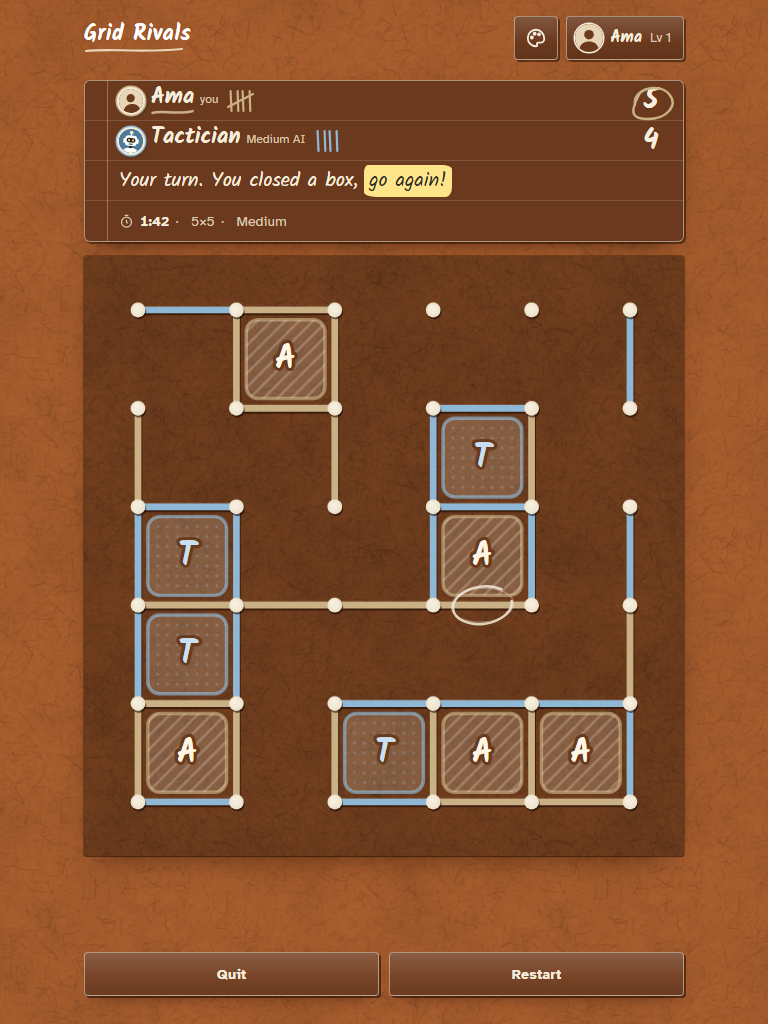 Grid Rivals
Ama Lv 1
Ama you 5
Tactician Medium AI 4
Your turn. You closed a box, go again!
1:42 · 5×5 · Medium
A
T
T A
T
A T A A
Quit Restart